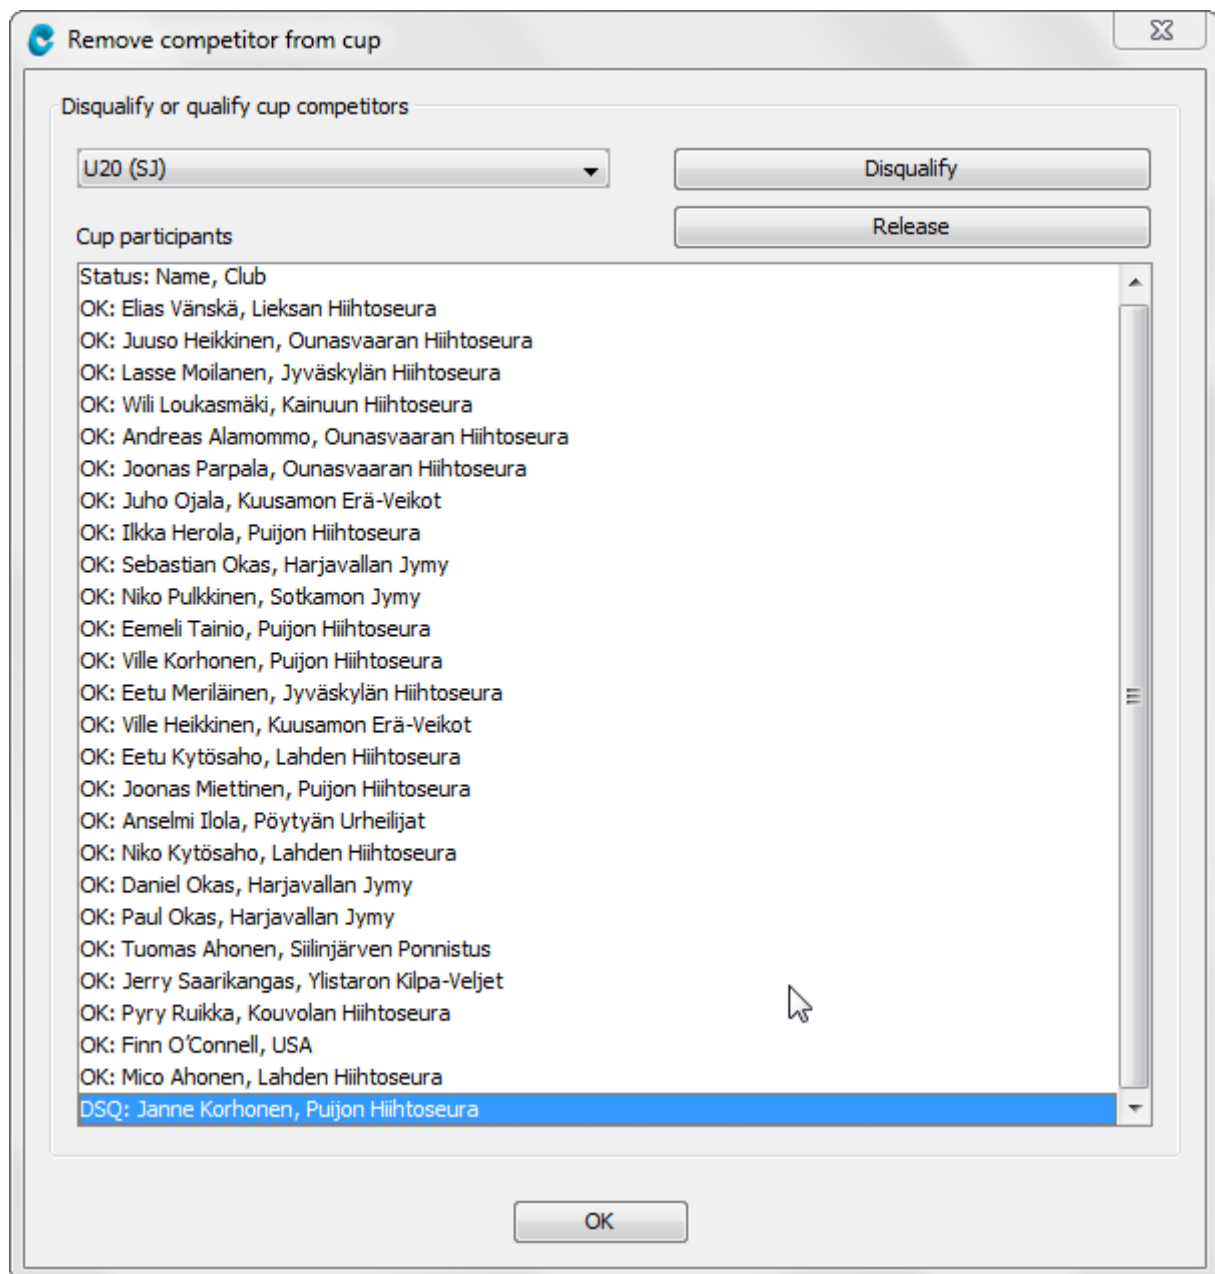 Remove competitor from cup
Disqualify or qualify cup competitors
U20 (SJ)
Disqualify
Release
Cup participants
Status: Name, Club
OK: Elias Vänskä, Lieksan Hiihtoseura
OK: Juuso Heikkinen, Ounasvaaran Hiihtoseura
OK: Lasse Moilanen, Jyväskylän Hiihtoseura
OK: Wili Loukasmäki, Kainuun Hiihtoseura
OK: Andreas Alamommo, Ounasvaaran Hiihtoseura
OK: Joonas Parpala, Ounasvaaran Hiihtoseura
OK: Juho Ojala, Kuusamon Erä-Veikot
OK: Ilkka Herola, Puijon Hiihtoseura
OK: Sebastian Okas, Harjavallan Jymy
OK: Niko Pulkkinen, Sotkamon Jymy
OK: Eemeli Tainio, Puijon Hiihtoseura
OK: Ville Korhonen, Puijon Hiihtoseura
OK: Eetu Meriläinen, Jyväskylän Hiihtoseura
OK: Ville Heikkinen, Kuusamon Erä-Veikot
OK: Eetu Kytösaho, Lahden Hiihtoseura
OK: Joonas Miettinen, Puijon Hiihtoseura
OK: Anselmi Ilola, Pöytyän Urheilijat
OK: Niko Kytösaho, Lahden Hiihtoseura
OK: Daniel Okas, Harjavallan Jymy
OK: Paul Okas, Harjavallan Jymy
OK: Tuomas Ahonen, Siilinjärven Ponnistus
OK: Jerry Saarikangas, Ylistaron Kilpa-Veljet
OK: Pyry Ruikka, Kouvolan Hiihtoseura
OK: Finn O´Connell, USA
OK: Mico Ahonen, Lahden Hiihtoseura
DSQ: Janne Korhonen, Puijon Hiihtoseura
OK